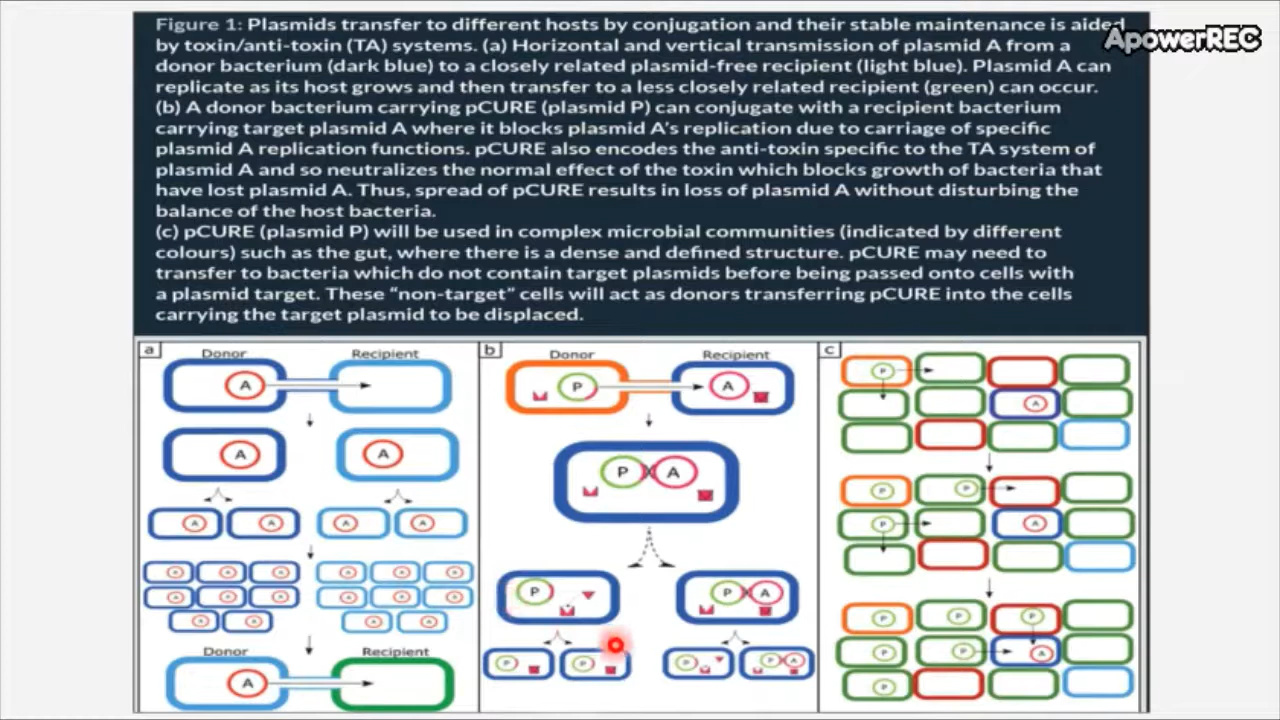 Figure 1: Plasmids transfer to different hosts by conjugation and their stable maintenance is aided
by toxin/anti-toxin (TA) systems. (a) Horizontal and vertical transmission of plasmid A from a
donor bacterium (dark blue) to a closely related plasmid-free recipient (light blue). Plasmid A can
replicate as its host grows and then transfer to a less closely related recipient (green) can occur.
(b) A donor bacterium carrying pCURE (plasmid P) can conjugate with a recipient bacterium
carrying target plasmid A where it blocks plasmid A's replication due to carriage of specific
plasmid A replication functions. pCURE also encodes the anti-toxin specific to the TA system of
plasmid A and so neutralizes the normal effect of the toxin which blocks growth of bacteria that
have lost plasmid A. Thus, spread of pCURE results in loss of plasmid A without disturbing the
balance of the host bacteria.
(c) pCURE (plasmid P) will be used in complex microbial communities (indicated by different
colours) such as the gut, where there is a dense and defined structure. pCURE may need to
transfer to bacteria which do not contain target plasmids before being passed onto cells with
a plasmid target. These “non-target” cells will act as donors transferring pCURE into the cells
carrying the target plasmid to be displaced.
ApowerREC
a
Donor Recipient
A
A A
A A A A
A A A A A A
A A A A A A
A A A A
Donor Recipient
A
b
Donor Recipient
P A
P A
P P A
P P P P A
c
P
A
P P
P A
P P P
P P A
P